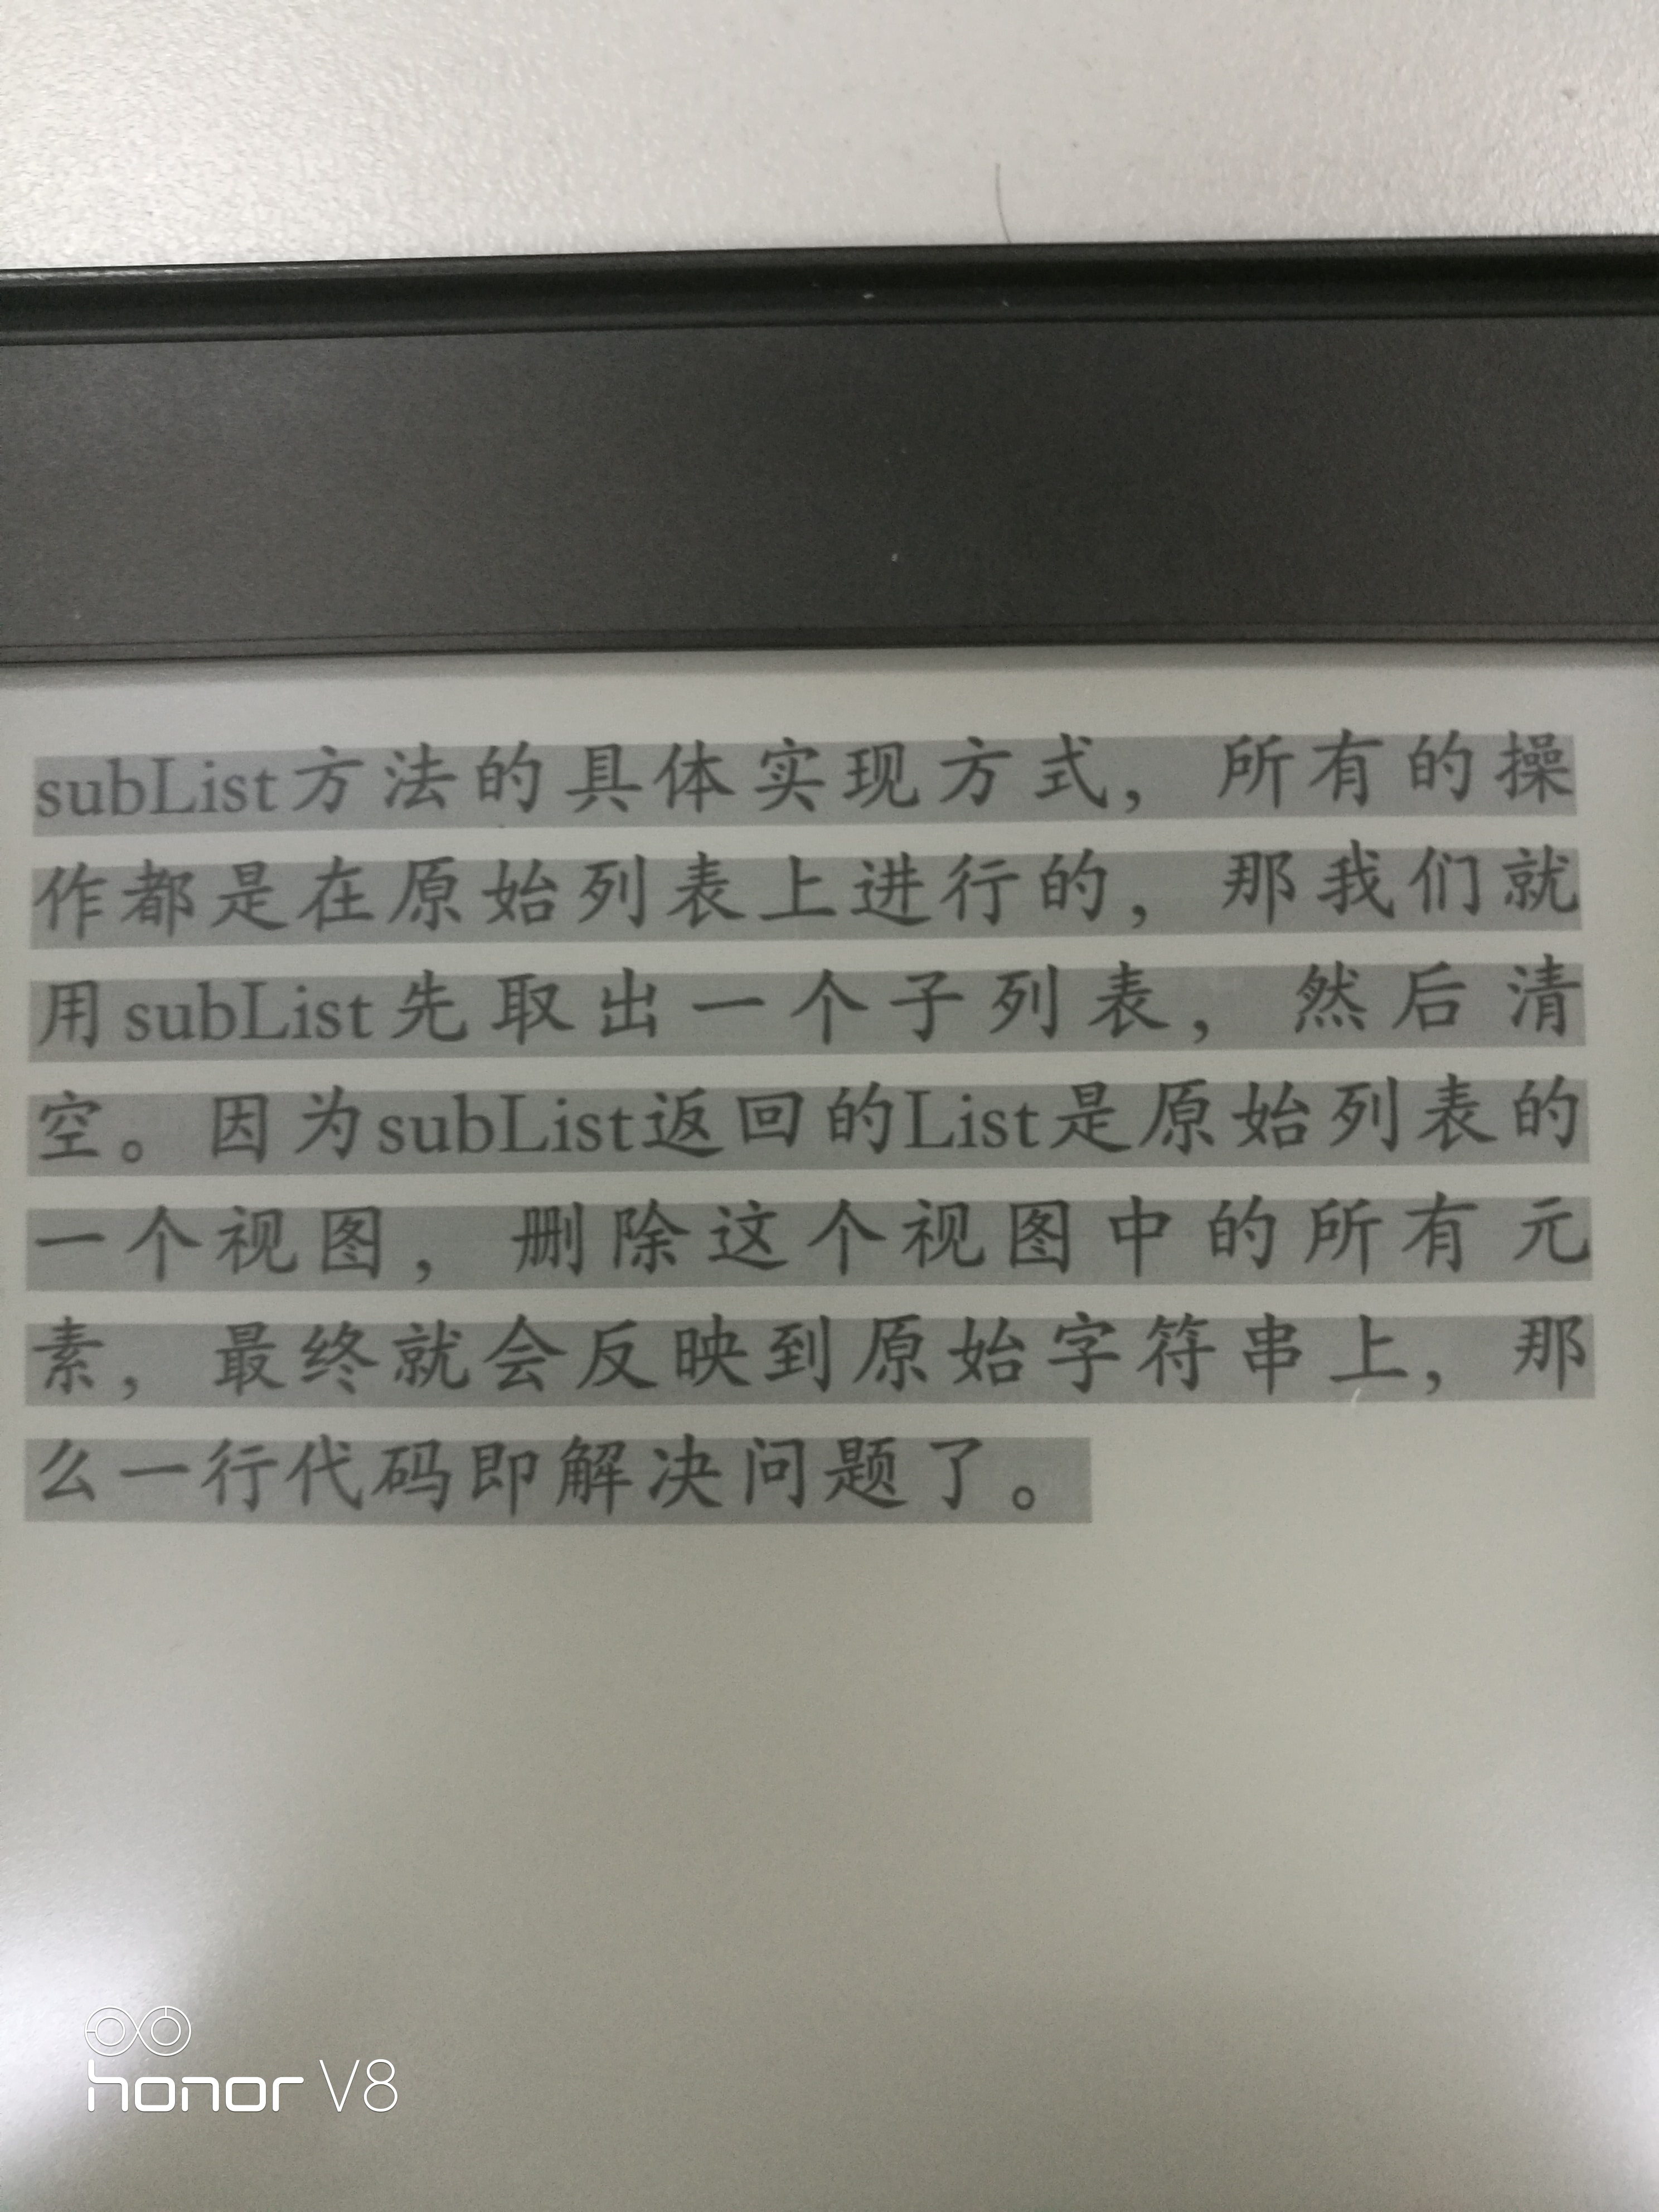 subList方法的具体实现方式，所有的操
作都是在原始列表上进行的，那我们就
用subList先取出一个子列表，然后清
空。因为subList返回的List是原始列表的
一个视图，删除这个视图中的所有元
素，最终就会反映到原始字符串上，那
么一行代码即解决问题了。
honor V8